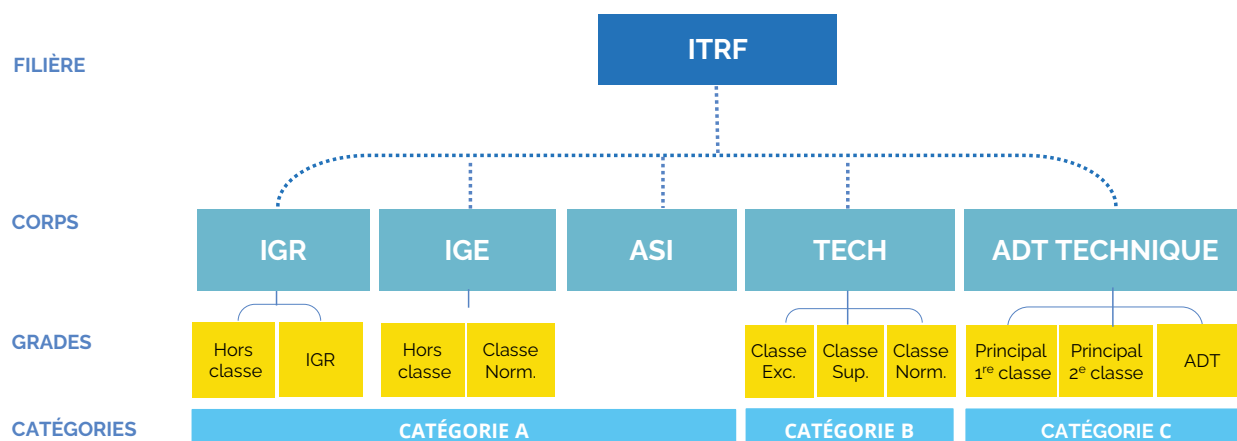 ITRF
FILIÈRE
CORPS
IGR
IGE
ASI
TECH
ADT TECHNIQUE
GRADES
Hors
classe
IGR
Hors
classe
Classe
Norm.
Classe
Exc.
Classe
Sup.
Classe
Norm.
Principal
1re classe
Principal
2e classe
ADT
CATÉGORIES
CATÉGORIE A
CATÉGORIE B
CATÉGORIE C